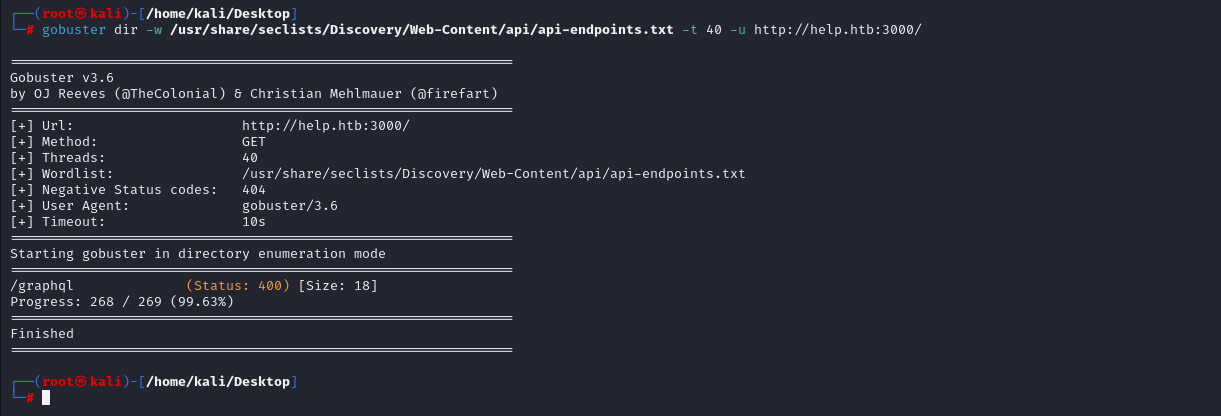 ┌──(root㉿kali)-[/home/kali/Desktop]
└─# gobuster dir -w /usr/share/seclists/Discovery/Web-Content/api/api-endpoints.txt -t 40 -u http://help.htb:3000/
===============================================================
Gobuster v3.6
by OJ Reeves (@TheColonial) & Christian Mehlmauer (@firefart)
===============================================================
[+] Url:                     http://help.htb:3000/
[+] Method:                  GET
[+] Threads:                 40
[+] Wordlist:                /usr/share/seclists/Discovery/Web-Content/api/api-endpoints.txt
[+] Negative Status codes:   404
[+] User Agent:              gobuster/3.6
[+] Timeout:                 10s
===============================================================
Starting gobuster in directory enumeration mode
===============================================================
/graphql              (Status: 400) [Size: 18]
Progress: 268 / 269 (99.63%)
===============================================================
Finished
===============================================================
┌──(root㉿kali)-[/home/kali/Desktop]
└─#